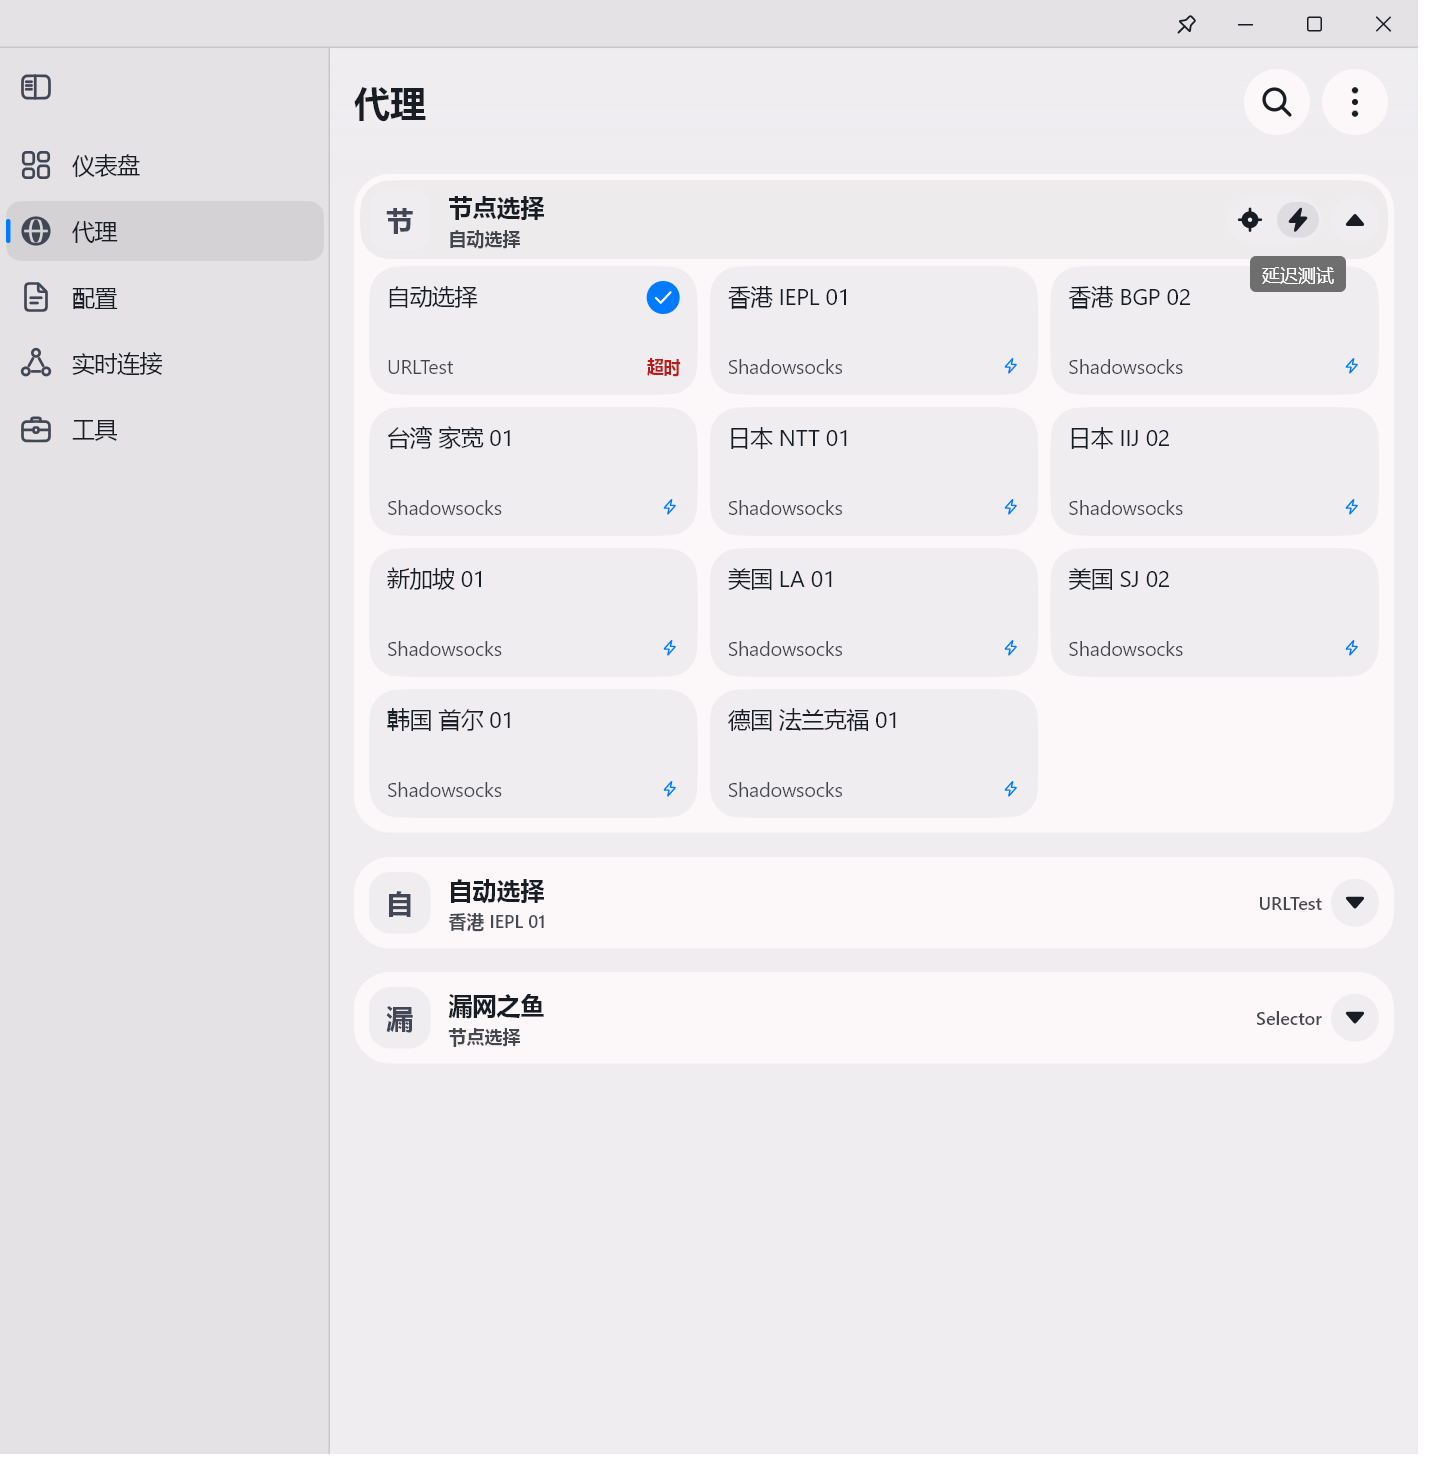 代理
仪表盘
代理
配置
实时连接
工具
节
节点选择
自动选择
延迟测试
自动选择
URLTest
超时
香港 IEPL 01
Shadowsocks
香港 BGP 02
Shadowsocks
台湾 家宽 01
Shadowsocks
日本 NTT 01
Shadowsocks
日本 IIJ 02
Shadowsocks
新加坡 01
Shadowsocks
美国 LA 01
Shadowsocks
美国 SJ 02
Shadowsocks
韩国 首尔 01
Shadowsocks
德国 法兰克福 01
Shadowsocks
自
自动选择
香港 IEPL 01
URLTest
漏
漏网之鱼
节点选择
Selector